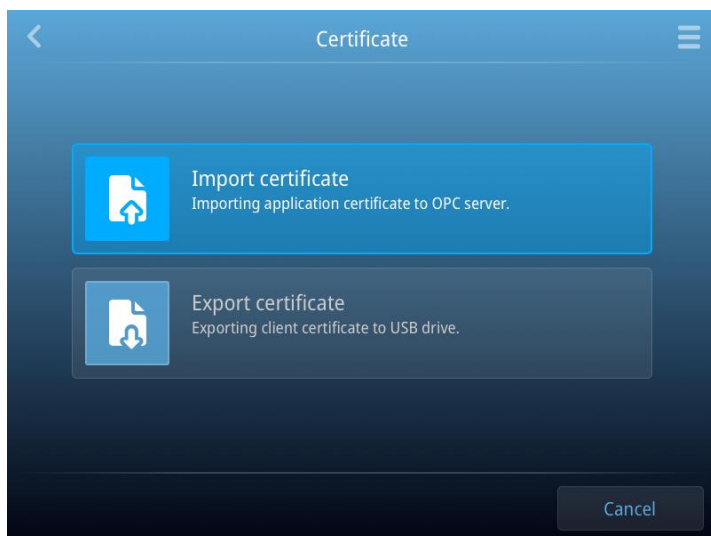 Certificate
Import certificate
Importing application certificate to OPC server.
Export certificate
Exporting client certificate to USB drive.
Cancel